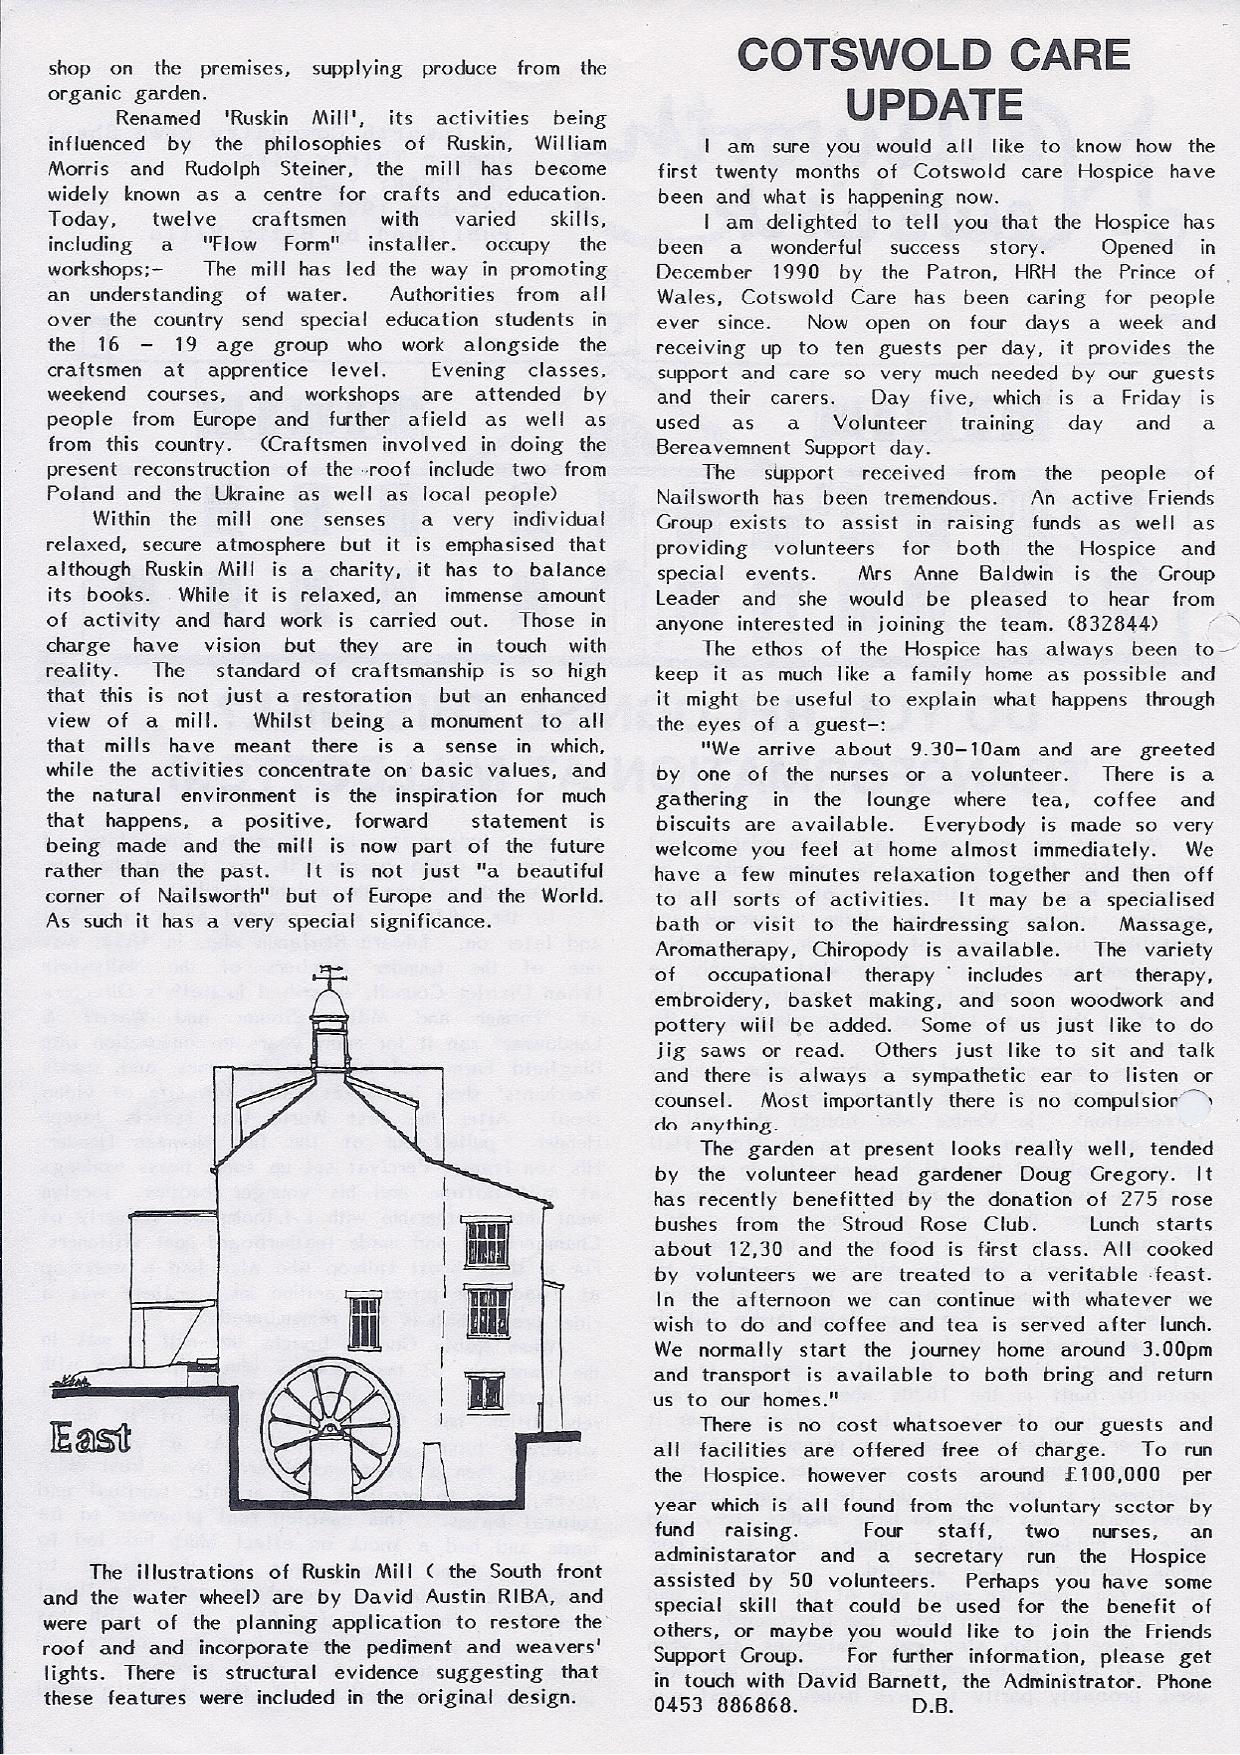 shop on the premises, supplying produce from the
organic garden.
Renamed 'Ruskin Mill', its activities being
influenced by the philosophies of Ruskin, William
Morris and Rudolph Steiner, the mill has become
widely known as a centre for crafts and education.
Today, twelve craftsmen with varied skills,
including a "Flow Form" installer. occupy the
workshops;- The mill has led the way in promoting
an understanding of water. Authorities from all
over the country send special education students in
the 16 - 19 age group who work alongside the
craftsmen at apprentice level. Evening classes,
weekend courses, and workshops are attended by
people from Europe and further afield as well as
from this country. (Craftsmen involved in doing the
present reconstruction of the roof include two from
Poland and the Ukraine as well as local people)
Within the mill one senses a very individual
relaxed, secure atmosphere but it is emphasised that
although Ruskin Mill is a charity, it has to balance
its books. While it is relaxed, an immense amount
of activity and hard work is carried out. Those in
charge have vision but they are in touch with
reality. The standard of craftsmanship is so high
that this is not just a restoration but an enhanced
view of a mill. Whilst being a monument to all
that mills have meant there is a sense in which,
while the activities concentrate on basic values, and
the natural environment is the inspiration for much
that happens, a positive, forward statement is
being made and the mill is now part of the future
rather than the past. It is not just "a beautiful
corner of Nailsworth" but of Europe and the World.
As such it has a very special significance.
East
The illustrations of Ruskin Mill ( the South front
and the water wheel) are by David Austin RIBA, and
were part of the planning application to restore the
roof and and incorporate the pediment and weavers'
lights. There is structural evidence suggesting that
these features were included in the original design.
COTSWOLD CARE
UPDATE
I am sure you would all like to know how the
first twenty months of Cotswold care Hospice have
been and what is happening now.
I am delighted to tell you that the Hospice has
been a wonderful success story. Opened in
December 1990 by the Patron, HRH the Prince of
Wales, Cotswold Care has been caring for people
ever since. Now open on four days a week and
receiving up to ten guests per day, it provides the
support and care so very much needed by our guests
and their carers. Day five, which is a Friday is
used as a Volunteer training day and a
Bereavemnent Support day.
The support received from the people of
Nailsworth has been tremendous. An active Friends
Group exists to assist in raising funds as well as
providing volunteers for both the Hospice and
special events. Mrs Anne Baldwin is the Group
Leader and she would be pleased to hear from
anyone interested in joining the team. (832844)
The ethos of the Hospice has always been to
keep it as much like a family home as possible and
it might be useful to explain what happens through
the eyes of a guest-:
"We arrive about 9.30-10am and are greeted
by one of the nurses or a volunteer. There is a
gathering in the lounge where tea, coffee and
biscuits are available. Everybody is made so very
welcome you feel at home almost immediately. We
have a few minutes relaxation together and then off
to all sorts of activities. It may be a specialised
bath or visit to the hairdressing salon. Massage,
Aromatherapy, Chiropody is available. The variety
of occupational therapy includes art therapy,
embroidery, basket making, and soon woodwork and
pottery will be added. Some of us just like to do
jig saws or read. Others just like to sit and talk
and there is always a sympathetic ear to listen or
counsel. Most importantly there is no compulsion
do anything.
The garden at present looks really well, tended
by the volunteer head gardener Doug Gregory. It
has recently benefitted by the donation of 275 rose
bushes from the Stroud Rose Club. Lunch starts
about 12,30 and the food is first class. All cooked
by volunteers we are treated to a veritable feast.
In the afternoon we can continue with whatever we
wish to do and coffee and tea is served after lunch.
We normally start the journey home around 3.00pm
and transport is available to both bring and return
us to our homes."
There is no cost whatsoever to our guests and
all facilities are offered free of charge. To run
the Hospice. however costs around £100,000 per
year which is all found from the voluntary sector by
fund raising. Four staff, two nurses, an
administarator and a secretary run the Hospice
assisted by 50 volunteers. Perhaps you have some
special skill that could be used for the benefit of
others, or maybe you would like to join the Friends
Support Group. For further information, please get
in touch with David Barnett, the Administrator. Phone
0453 886868. D.B.